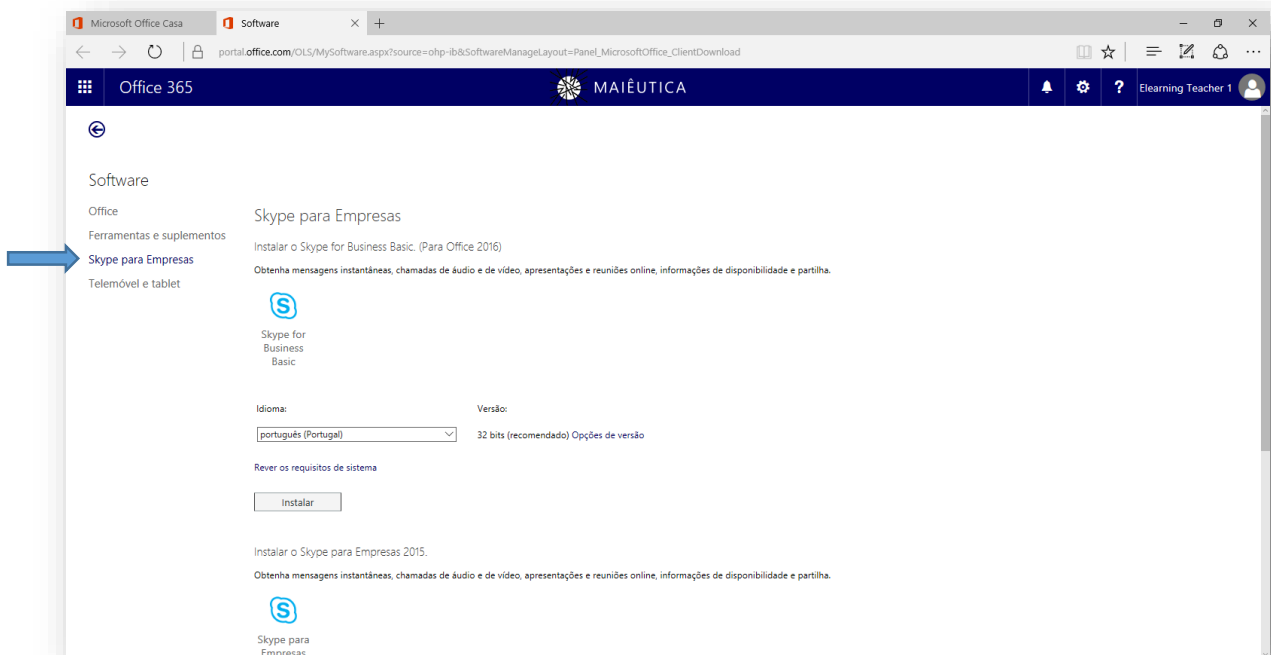 Microsoft Office Casa
Software
portal.office.com/OLS/MySoftware.aspx?source=ohp-ib&SoftwareManageLayout=Panel_MicrosoftOffice_ClientDownload
Office 365
MAIÊUTICA
?
Elearning Teacher 1
Software
Office
Ferramentas e suplementos
Skype para Empresas
Telemóvel e tablet
Skype para Empresas
Instalar o Skype for Business Basic. (Para Office 2016)
Obtenha mensagens instantâneas, chamadas de áudio e de vídeo, apresentações e reuniões online, informações de disponibilidade e partilha.
S
Skype for
Business
Basic
Idioma:
Versão:
português (Portugal)
32 bits (recomendado) Opções de versão
Rever os requisitos de sistema
Instalar
Instalar o Skype para Empresas 2015.
Obtenha mensagens instantâneas, chamadas de áudio e de vídeo, apresentações e reuniões online, informações de disponibilidade e partilha.
S
Skype para
Empresas